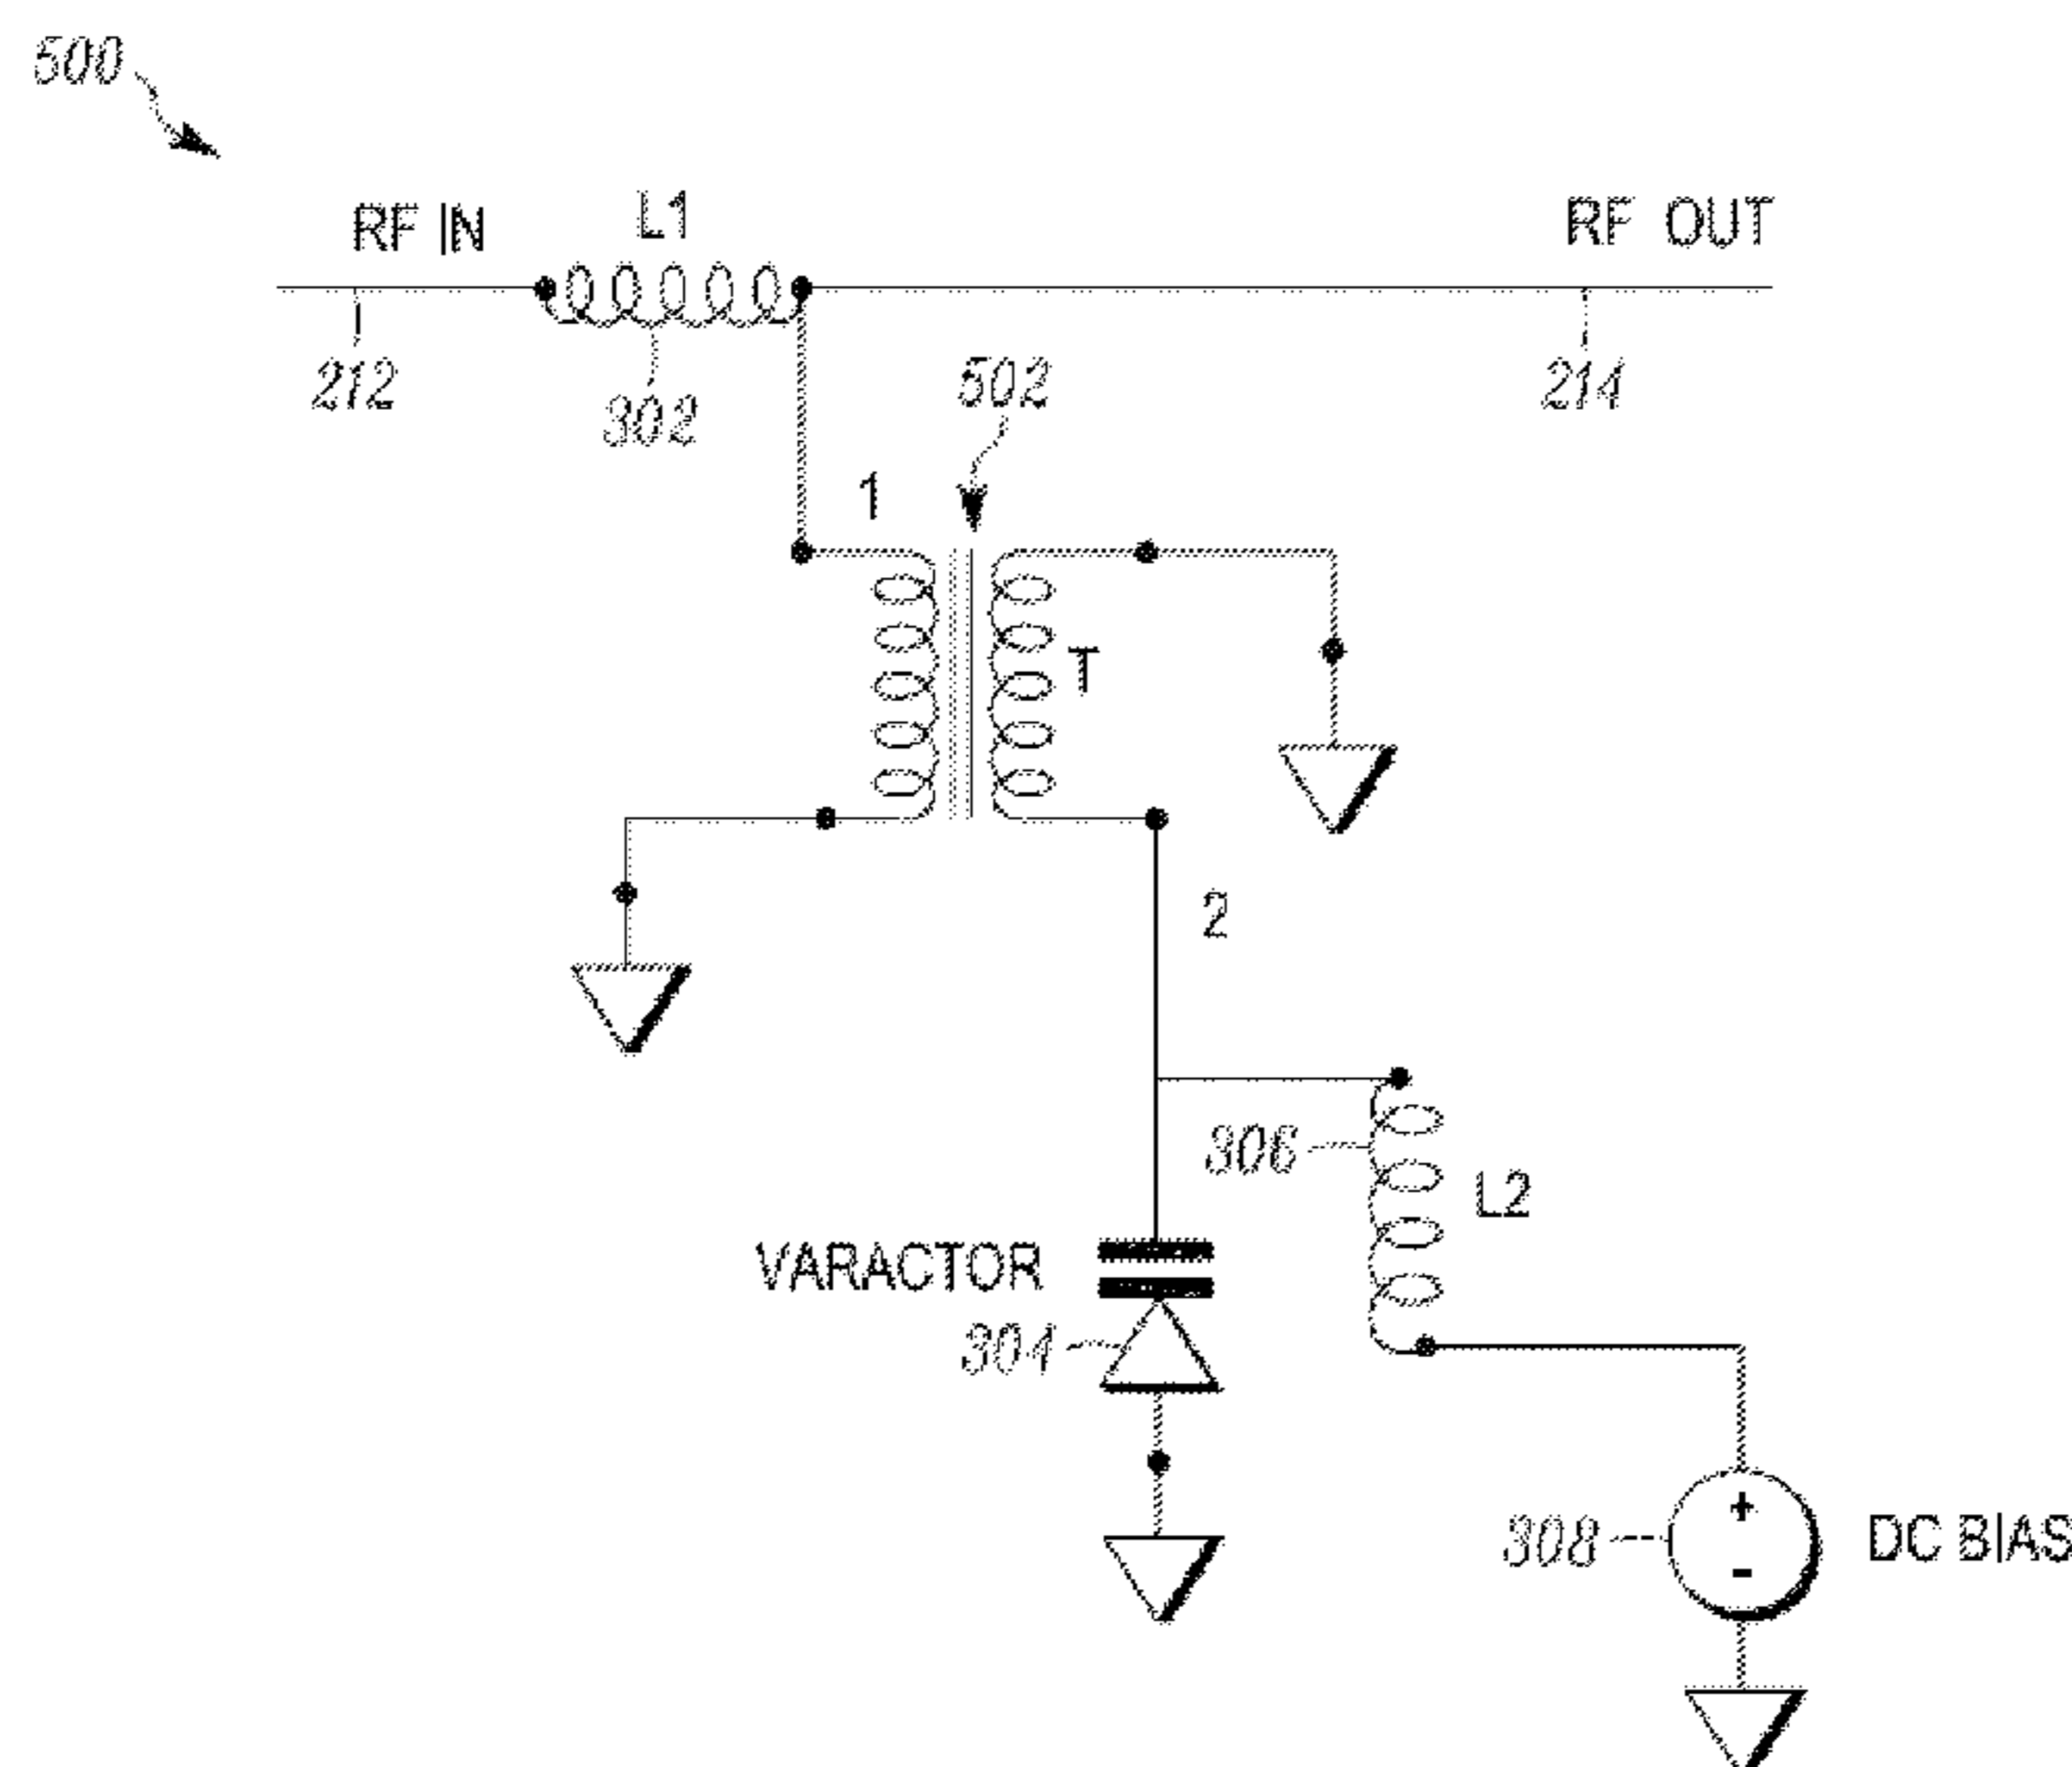 500
RF IN
L1
RF OUT
212
302
502
214
1
T
2
306
L2
VARACTOR
304
+
-
308
DC BIAS